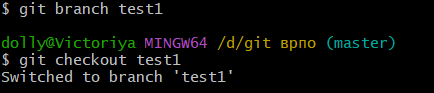 $ git branch test1
dolly@Victoriya MINGW64 /d/git врпо (master)
$ git checkout test1
Switched to branch 'test1'